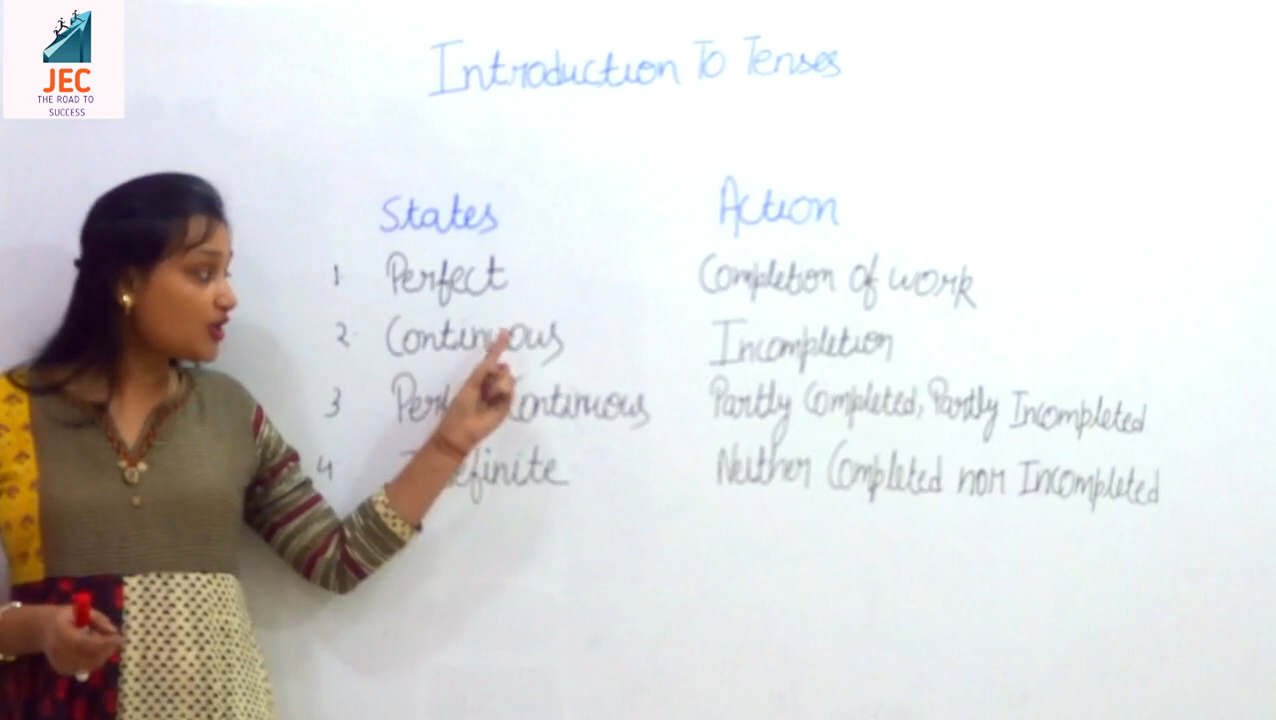 JEC
THE ROAD TO
SUCCESS
Introduction To Tenses
States Action
1. Perfect Completion of work
2. Continuous Incompletion
3 Continuous Partly Completed, Partly Incompleted
4 Neither Completed nor Incompleted